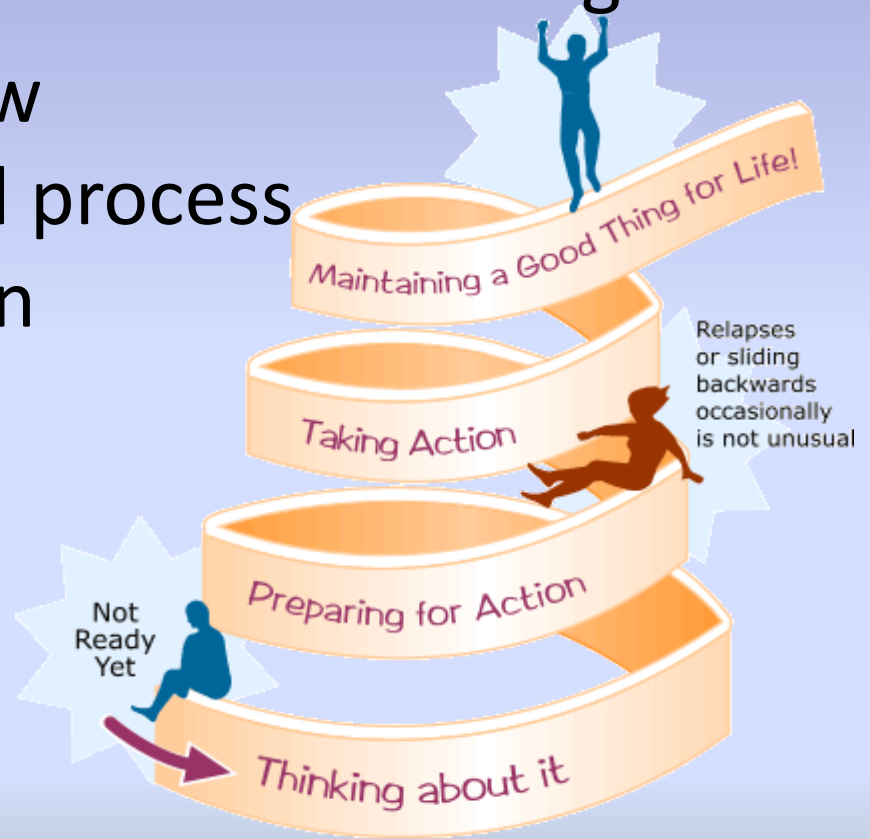 g
w
l process
n
Maintaining a Good Thing for Life!
Relapses
or sliding
backwards
occasionally
is not unusual
Taking Action
Preparing for Action
Not
Ready
Yet
Thinking about it